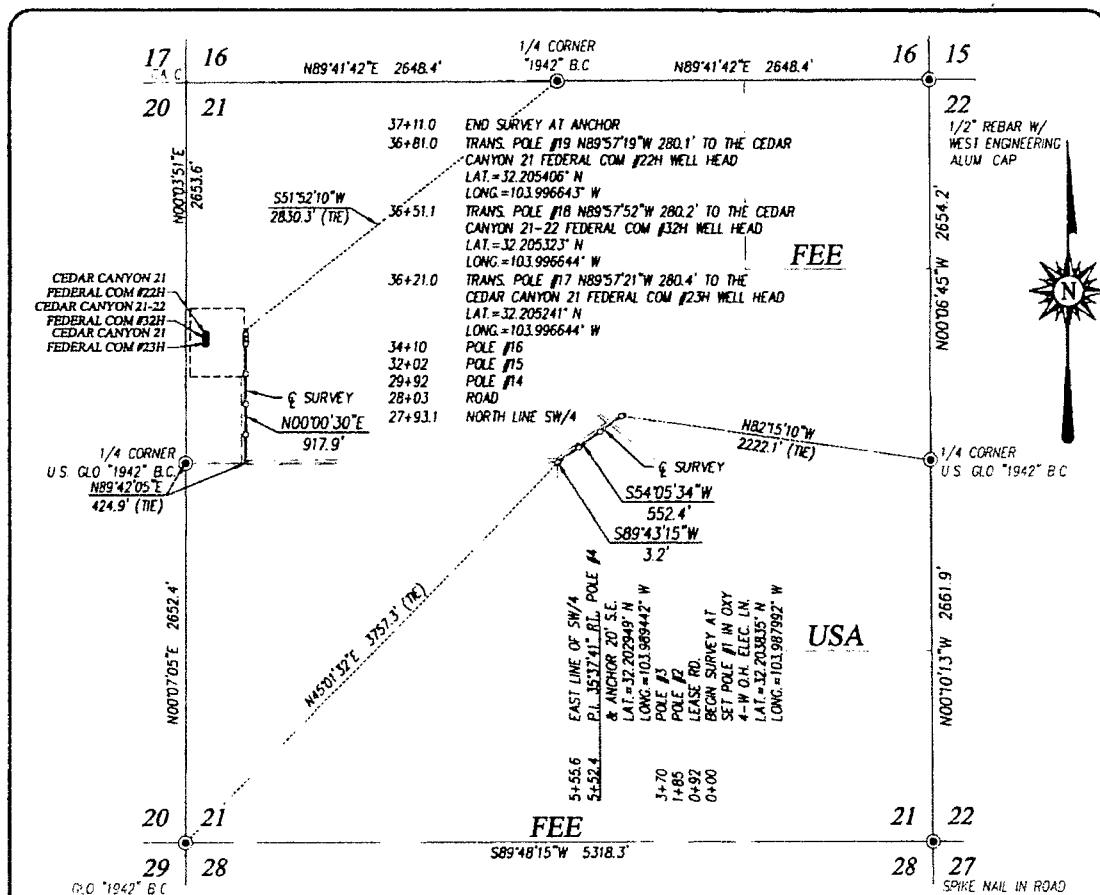 17 16
1/4 CORNER
"1942" B.C
16 15
N89°41'42"E 2648.4'
N89°41'42"E 2648.4'
20 21
22
1/2" REBAR W/
WEST ENGINEERING
ALUM CAP
N00°03'51"E
2653.6'
S51°52'10"W
2830.3' (TIE)
37+11.0 END SURVEY AT ANCHOR
36+81.0 TRANS. POLE #19 N89°57'19"W 280.1' TO THE CEDAR
CANYON 21 FEDERAL COM #22H WELL HEAD
LAT.=32.205406° N
LONG.=103.996643° W
36+51.1 TRANS. POLE #18 N89°57'52"W 280.2' TO THE CEDAR
CANYON 21-22 FEDERAL COM #32H WELL HEAD
LAT.=32.205323° N
LONG.=103.996644° W
36+21.0 TRANS. POLE #17 N89°57'21"W 280.4' TO THE
CEDAR CANYON 21 FEDERAL COM #23H WELL HEAD
LAT.=32.205241° N
LONG.=103.996644° W
34+10 POLE #16
32+02 POLE #15
29+92 POLE #14
28+03 ROAD
27+93.1 NORTH LINE SW/4
FEE
N00°06'45"W 2654.2'
N
CEDAR CANYON 21
FEDERAL COM #22H
CEDAR CANYON 21-22
FEDERAL COM #32H
CEDAR CANYON 21
FEDERAL COM #23H
℄ SURVEY
N00°00'30"E
917.9'
1/4 CORNER
U.S. GLO "1942" B.C.
N89°42'05"E
424.9' (TIE)
N82°15'10"W
2222.1' (TIE)
1/4 CORNER
U.S. GLO "1942" B.C
℄ SURVEY
S54°05'34"W
552.4'
S89°43'15"W
3.2'
N00°07'05"E 2652.4'
N45°01'32"E 3757.3' (TIE)
5+55.6 EAST LINE OF SW/4
5+52.4 P.I. 35°37'41" RT. POLE #4
& ANCHOR 20' S.E.
LAT.=32.202949° N
LONG.=103.989442° W
3+70 POLE #3
1+85 POLE #2
0+92 LEASE RD.
0+00 BEGIN SURVEY AT
SET POLE #1 IN OXY
4-W O.H. ELEC. LN.
LAT.=32.203835° N
LONG.=103.987992° W
USA
N00°10'13"W 2661.9'
20 21
FEE
S89°48'15"W 5318.3'
21 22
29 28
28 27
GLO "1942" B C
SPIKE NAIL IN ROAD